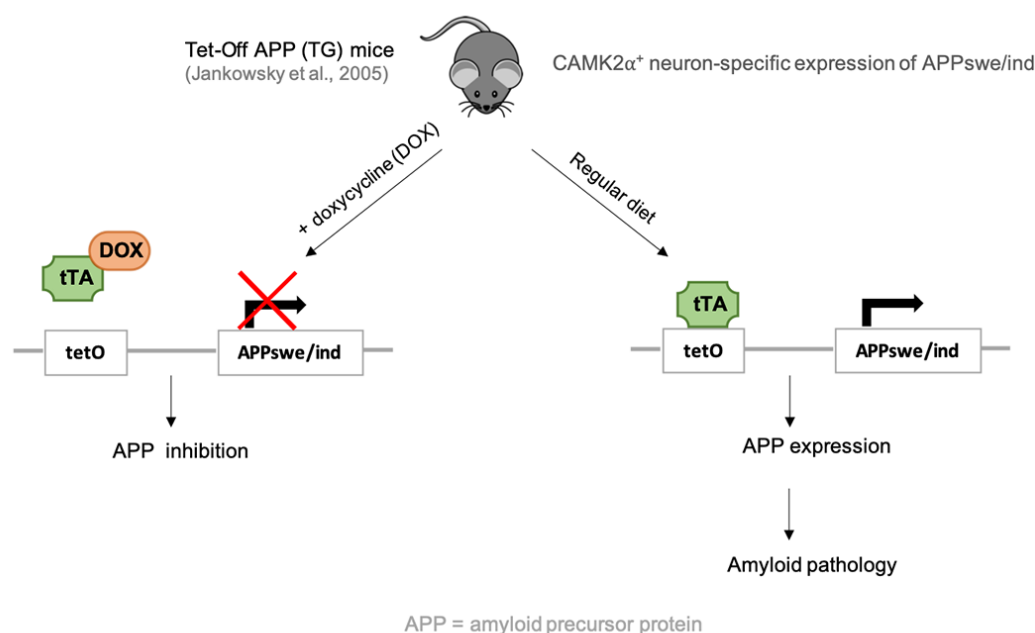 Tet-Off APP (TG) mice
(Jankowsky et al., 2005)
CAMK2α⁺ neuron-specific expression of APPswe/ind
+ doxycycline (DOX)
Regular diet
DOX
tTA
tetO
APPswe/ind
APP inhibition
tTA
tetO
APPswe/ind
APP expression
Amyloid pathology
APP = amyloid precursor protein